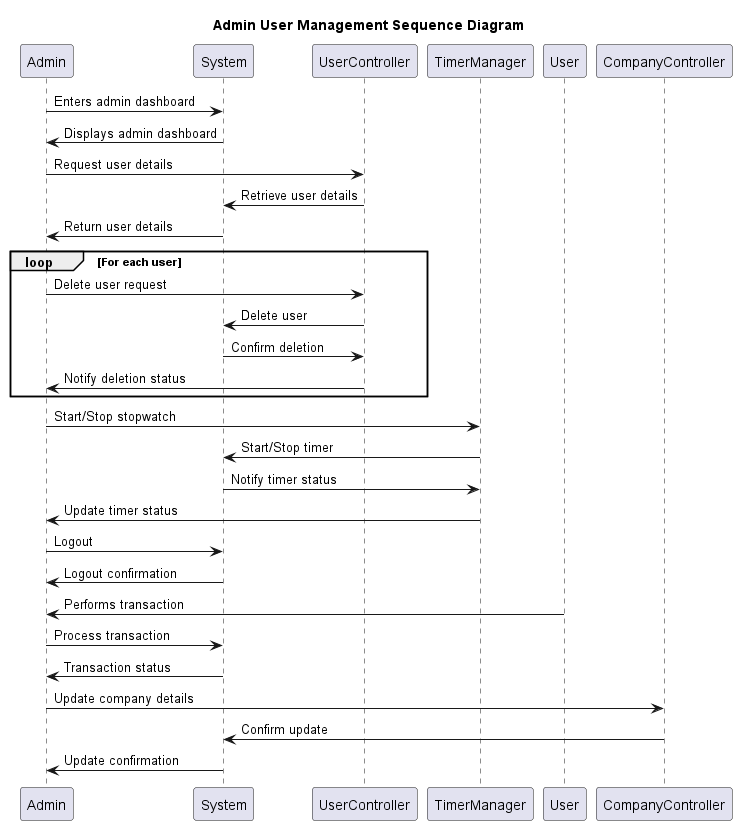 Admin User Management Sequence Diagram
Admin System UserController TimerManager User CompanyController
Enters admin dashboard
Displays admin dashboard
Request user details
Retrieve user details
Return user details
loop [For each user]
Delete user request
Delete user
Confirm deletion
Notify deletion status
Start/Stop stopwatch
Start/Stop timer
Notify timer status
Update timer status
Logout
Logout confirmation
Performs transaction
Process transaction
Transaction status
Update company details
Confirm update
Update confirmation
Admin System UserController TimerManager User CompanyController